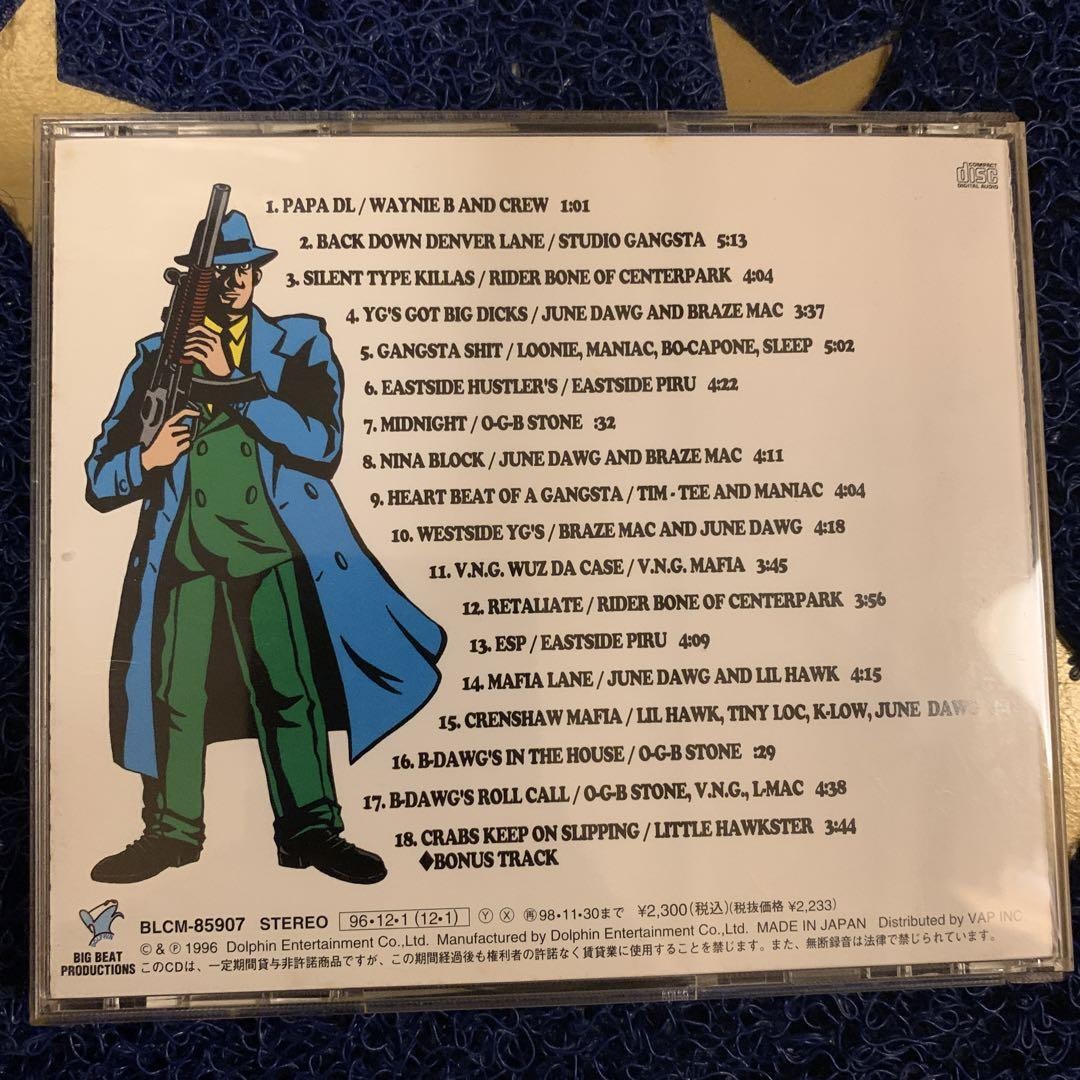 COMPACT
disc
DIGITAL AUDIO
1. PAPA DL / WAYNIE B AND CREW 1:01
2. BACK DOWN DENVER LANE / STUDIO GANGSTA 5:13
3. SILENT TYPE KILLAS / RIDER BONE OF CENTERPARK 4:04
4. YG'S GOT BIG DICKS / JUNE DAWG AND BRAZE MAC 3:37
5. GANGSTA SHIT / LOONIE, MANIAC, BO-CAPONE, SLEEP 5:02
6. EASTSIDE HUSTLER'S / EASTSIDE PIRU 4:22
7. MIDNIGHT / O-G-B STONE :32
8. NINA BLOCK / JUNE DAWG AND BRAZE MAC 4:11
9. HEART BEAT OF A GANGSTA / TIM-TEE AND MANIAC 4:04
10. WESTSIDE YG'S / BRAZE MAC AND JUNE DAWG 4:18
11. V.N.G. WUZ DA CASE / V.N.G. MAFIA 3:45
12. RETALIATE / RIDER BONE OF CENTERPARK 3:56
13. ESP / EASTSIDE PIRU 4:09
14. MAFIA LANE / JUNE DAWG AND LIL HAWK 4:15
15. CRENSHAW MAFIA / LIL HAWK, TINY LOC, K-LOW, JUNE DAWG
16. B-DAWG'S IN THE HOUSE / O-G-B STONE :29
17. B-DAWG'S ROLL CALL / O-G-B STONE, V.N.G., L-MAC 4:38
18. CRABS KEEP ON SLIPPING / LITTLE HAWKSTER 3:44
♦BONUS TRACK
BIG BEAT
PRODUCTIONS
BLCM-85907 STEREO 96・12・1 (12・1) Ⓨ Ⓧ ㊢98・11・30まで ¥2,300(税込)(税抜価格 ¥2,233)
© & Ⓟ 1996 Dolphin Entertainment Co.,Ltd. Manufactured by Dolphin Entertainment Co.,Ltd. MADE IN JAPAN Distributed by VAP INC.
このCDは、一定期間貸与非許諾商品ですが、この期間経過後も権利者の許諾なく賃貸業に使用することを禁じます。また、無断録音は法律で禁じられています。